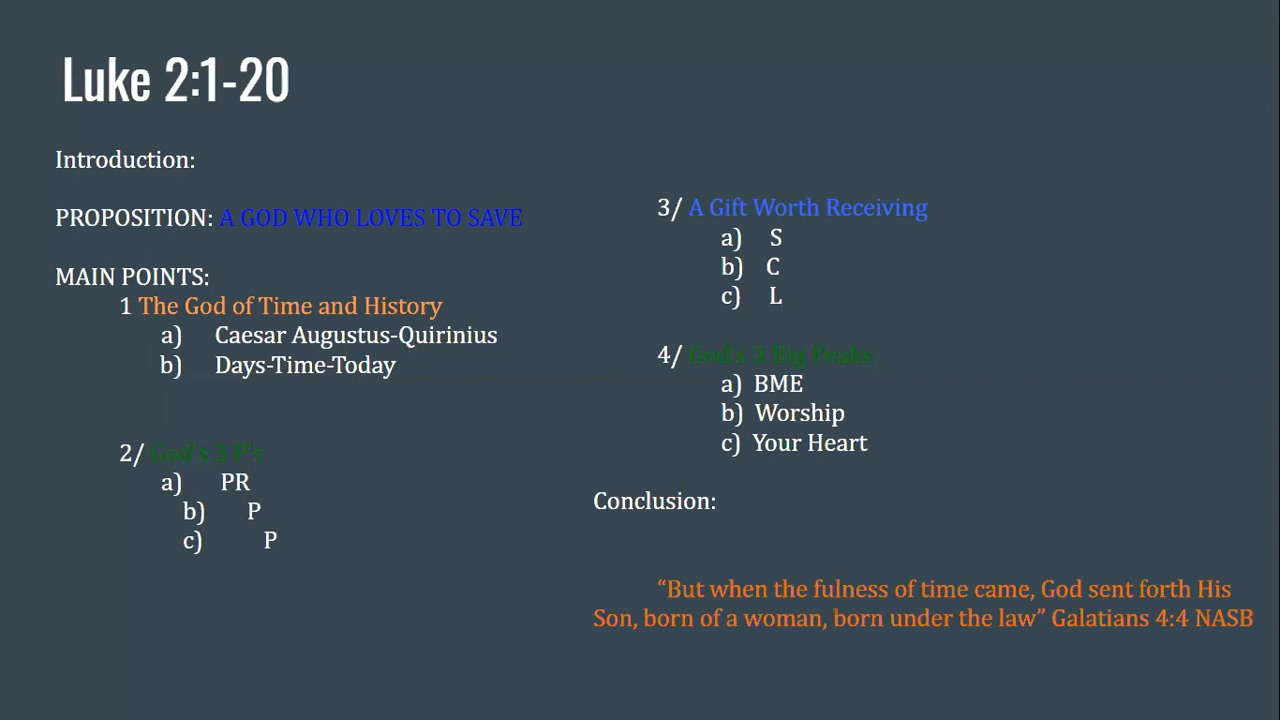 Luke 2:1-20
Introduction:
PROPOSITION: A GOD WHO LOVES TO SAVE
MAIN POINTS:
1 The God of Time and History
a) Caesar Augustus-Quirinius
b) Days-Time-Today
2/ God's 3 P's
a) PR
b) P
c) P
3/ A Gift Worth Receiving
a) S
b) C
c) L
4/ God's 3 Big Peaks
a) BME
b) Worship
c) Your Heart
Conclusion:
“But when the fulness of time came, God sent forth His
Son, born of a woman, born under the law” Galatians 4:4 NASB